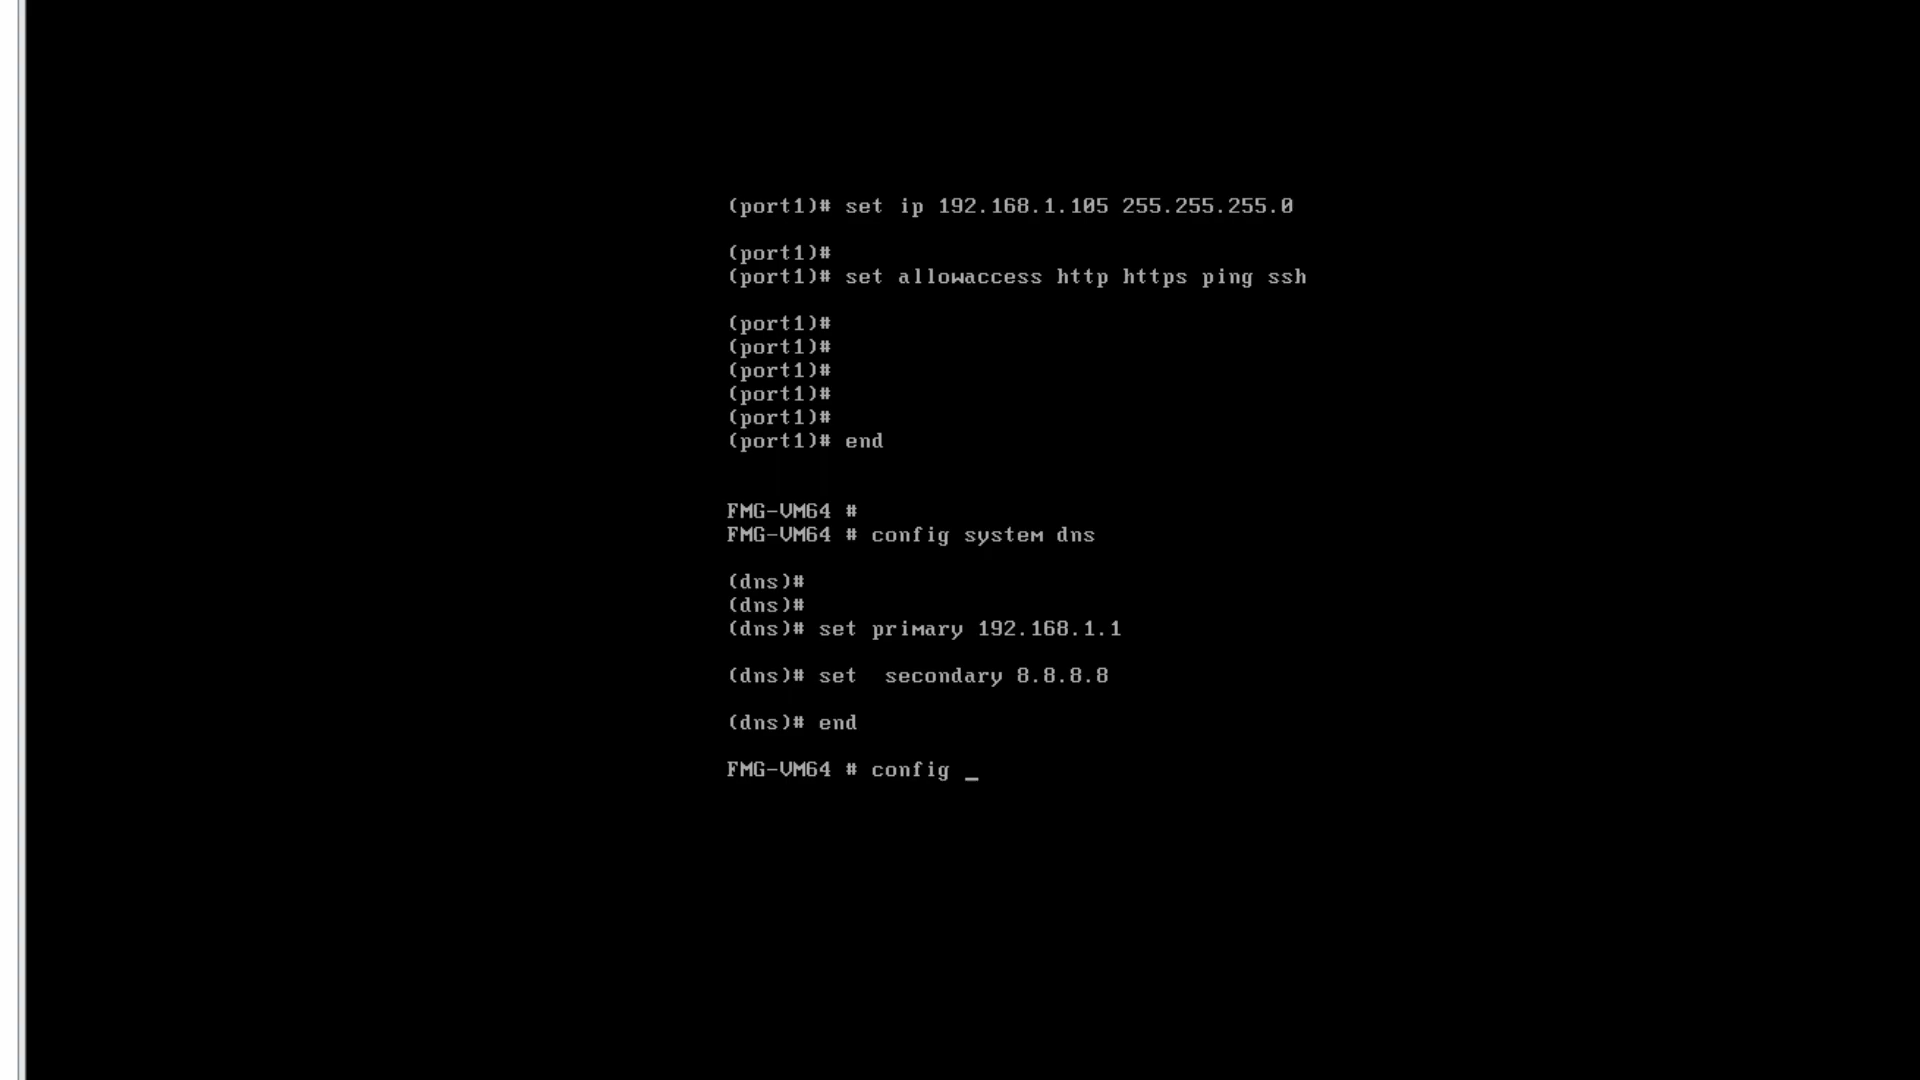 (port1)# set ip 192.168.1.105 255.255.255.0
(port1)#
(port1)# set allowaccess http https ping ssh
(port1)#
(port1)#
(port1)#
(port1)#
(port1)#
(port1)# end
FMG-VM64 #
FMG-VM64 # config system dns
(dns)#
(dns)#
(dns)# set primary 192.168.1.1
(dns)# set  secondary 8.8.8.8
(dns)# end
FMG-VM64 # config _